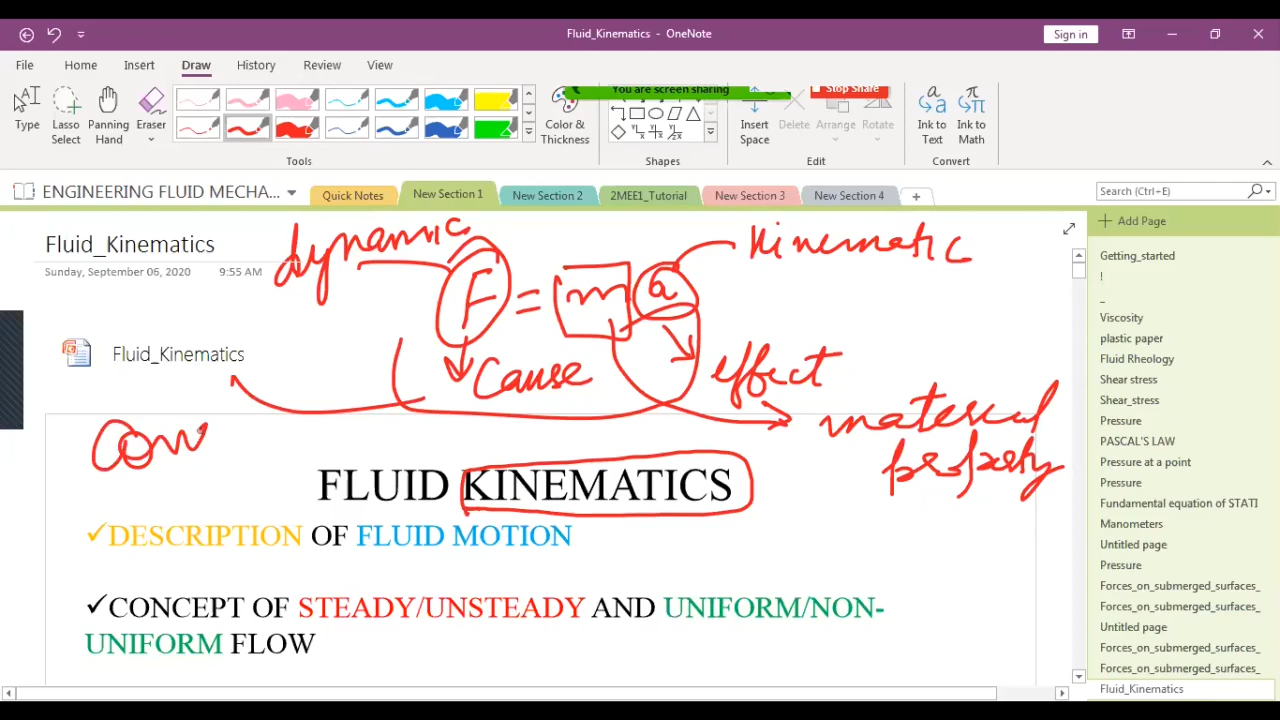 Fluid_Kinematics - OneNote
Sign in
File Home Insert Draw History Review View
You are screen sharing
Stop Share
Type
Lasso Select
Panning Hand
Eraser
Color & Thickness
Insert Space
Delete
Arrange
Rotate
Ink to Text
Ink to Math
Tools
Shapes
Edit
Convert
ENGINEERING FLUID MECHA...
Quick Notes
New Section 1
New Section 2
2MEE1_Tutorial
New Section 3
New Section 4
Search (Ctrl+E)
Fluid_Kinematics
Sunday, September 06, 2020 9:55 AM
dynamic
Kinematic
F = m a
Fluid_Kinematics
Cause
effect
material
property
Con
FLUID KINEMATICS
✓DESCRIPTION OF FLUID MOTION
✓CONCEPT OF STEADY/UNSTEADY AND UNIFORM/NON-
UNIFORM FLOW
Add Page
Getting_started
!
_
Viscosity
plastic paper
Fluid Rheology
Shear stress
Shear_stress
Pressure
PASCAL'S LAW
Pressure at a point
Pressure
Fundamental equation of STATI
Manometers
Untitled page
Pressure
Forces_on_submerged_surfaces_
Forces_on_submerged_surfaces_
Untitled page
Forces_on_submerged_surfaces_
Forces_on_submerged_surfaces_
Fluid_Kinematics